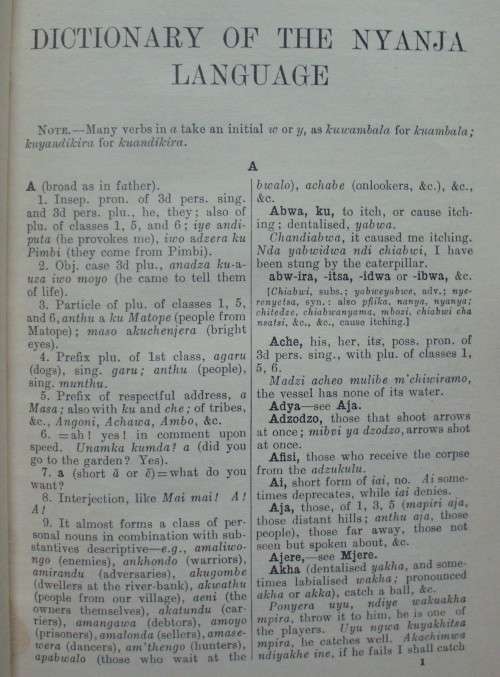 DICTIONARY OF THE NYANJA
LANGUAGE
NOTE.—Many verbs in a take an initial w or y, as kuwambala for kuambala;
kuyandikira for kuandikira.
A
A (broad as in father).
1. Insep. pron. of 3d pers. sing.
and 3d pers. plu., he, they; also of
plu. of classes 1, 5, and 6; iye andi-
puta (he provokes me), iwo adzera ku
Pimbi (they come from Pimbi).
2. Obj. case 3d plu., anadza ku-a-
uza iwo moyo (he came to tell them
of life).
3. Particle of plu. of classes 1, 5,
and 6, anthu a ku Matope (people from
Matope); maso akuchenjera (bright
eyes).
4. Prefix plu. of 1st class, agaru
(dogs), sing. garu; anthu (people),
sing. munthu.
5. Prefix of respectful address, a
Masa; also with ku and che; of tribes,
&c., Angoni, Achawa, Ambo, &c.
6. =ah! yes! in comment upon
speed. Unamka kumda? a (did you
go to the garden? Yes).
7. a (short ă or ĕ)=what do you
want?
8. Interjection, like Mai mai! A!
A!
9. It almost forms a class of per-
sonal nouns in combination with sub-
stantives descriptive—e.g., amaliwo-
ngo (enemies), ankhondo (warriors),
amirandu (adversaries), akugombe
(dwellers at the river-bank), akwathu
(people from our village), aeni (the
owners themselves), akatundu (car-
riers), amangawa (debtors), amoyo
(prisoners), amalonda (sellers), amase-
wera (dancers), am'thengo (hunters),
apabwalo (those who wait at the
bwalo), achabe (onlookers, &c.), &c.,
&c.
Abwa, ku, to itch, or cause itch-
ing; dentalised, yabwa.
Chandiabwa, it caused me itching.
Nda yabwidwa ndi chiabwi, I have
been stung by the caterpillar.
abw-ira, -itsa, -idwa or -ibwa, &c.
[Chiabwi, subs.; yabweyabwe, adv.; nye-
renyetsa, syn.: also pfiika, nanya, nyanya;
chitedze, chiabwanyama, mbozi, chiabwi cha
nsatsi, &c., &c., cause itching.]
Ache, his, her, its, poss. pron. of
3d pers. sing., with plu. of classes 1,
5, 6.
Madzi acheo mulibe m'chiwiramo,
the vessel has none of its water.
Adya—see Aja.
Adzodzo, those that shoot arrows
at once; mibvi ya dzodzo, arrows shot
at once.
Afisi, those who receive the corpse
from the adzukulu.
Ai, short form of iai, no. Ai some-
times deprecates, while iai denies.
Aja, those, of 1, 3, 5 (mapiri aja,
those distant hills; anthu aja, those
people), those far away, those not
seen but spoken about, &c.
Ajere,—see Mjere.
Akha (dentalised yakha, and some-
times labialised wakha; pronounced
akha or akka), catch a ball, &c.
Ponyera uyu, ndiye wakuakha
mpira, throw it to him, he is one of
the players. Uyu ngwa kuyakhitsa
mpira, he catches well. Akachimwa
ndiyakhe ine, if he fails I shall catch
1